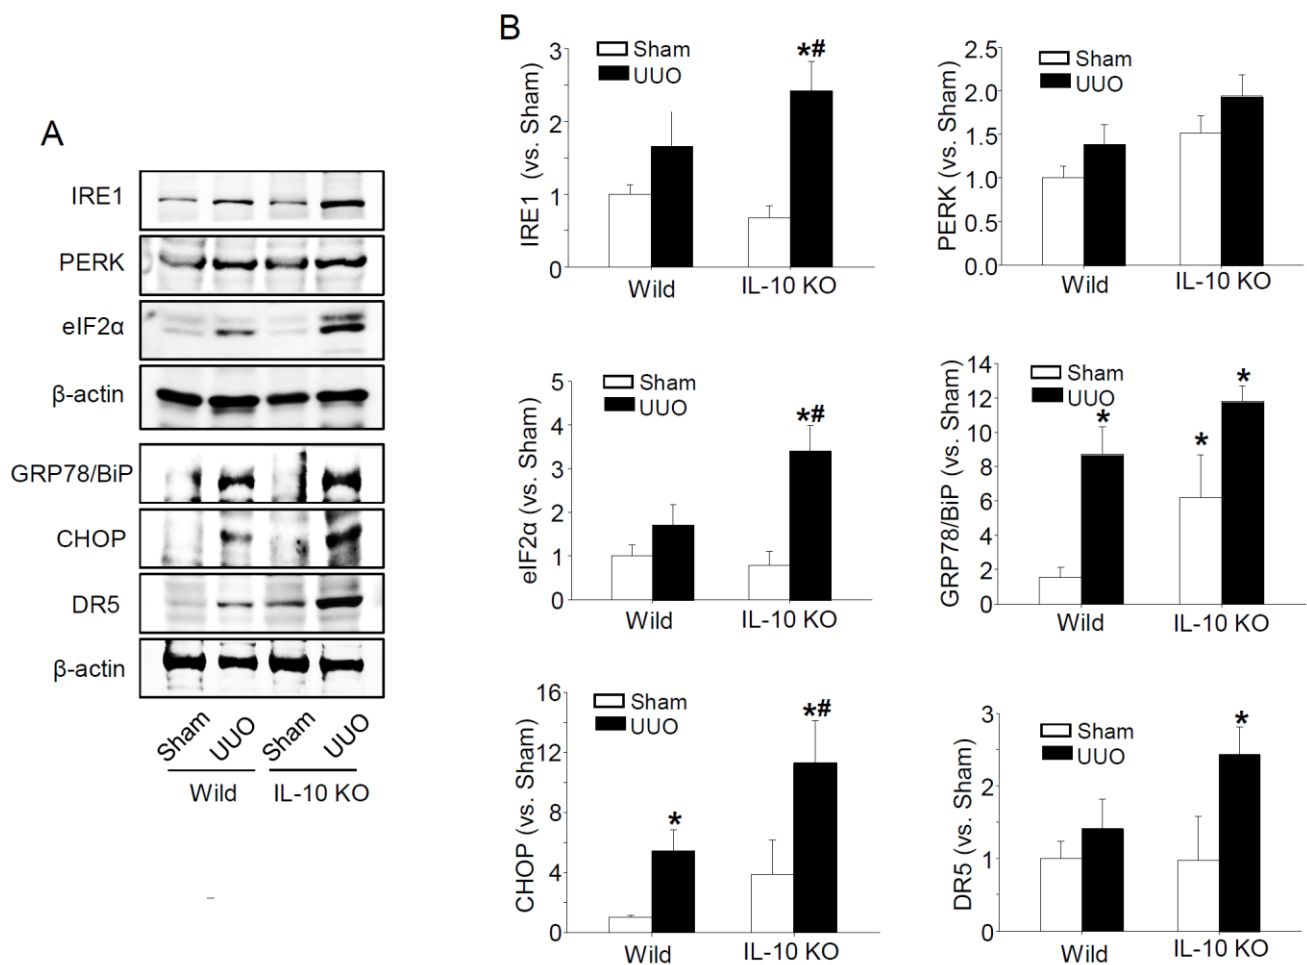 A
IRE1
PERK
eIF2α
β-actin
GRP78/BiP
CHOP
DR5
β-actin
Sham
UUO
Sham
UUO
Wild
IL-10 KO
B
IRE1 (vs. Sham)
3
2
1
0
Sham
UUO
*#
Wild
IL-10 KO
PERK (vs. Sham)
2.5
2.0
1.5
1.0
0.5
0.0
Sham
UUO
Wild
IL-10 KO
eIF2α (vs. Sham)
5
4
3
2
1
0
Sham
UUO
*#
Wild
IL-10 KO
GRP78/BiP (vs. Sham)
14
12
10
8
6
4
2
0
Sham
UUO
*
*
*
Wild
IL-10 KO
CHOP (vs. Sham)
16
12
8
4
0
Sham
UUO
*
*#
Wild
IL-10 KO
DR5 (vs. Sham)
3
2
1
0
Sham
UUO
*
Wild
IL-10 KO